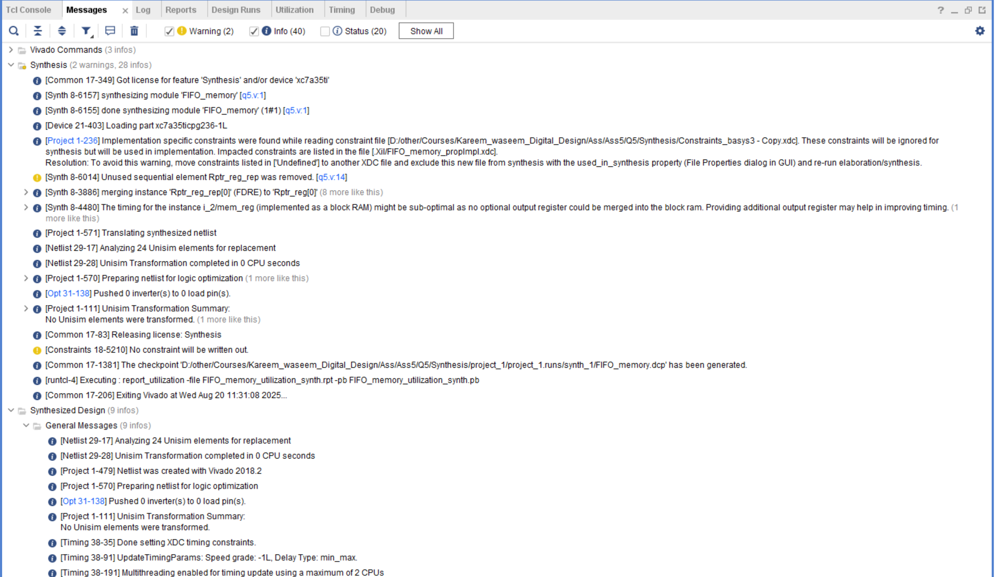 Tcl Console Messages × Log Reports Design Runs Utilization Timing Debug ?
Warning (2) Info (40) Status (20) Show All
Vivado Commands (3 infos)
Synthesis (2 warnings, 28 infos)
[Common 17-349] Got license for feature 'Synthesis' and/or device 'xc7a35ti'
[Synth 8-6157] synthesizing module 'FIFO_memory' [q5.v:1]
[Synth 8-6155] done synthesizing module 'FIFO_memory' (1#1) [q5.v:1]
[Device 21-403] Loading part xc7a35ticpg236-1L
[Project 1-236] Implementation specific constraints were found while reading constraint file [D:/other/Courses/Kareem_waseem_Digital_Design/Ass/Ass5/Q5/Synthesis/Constraints_basys3 - Copy.xdc]. These constraints will be ignored for
synthesis but will be used in implementation. Impacted constraints are listed in the file [.Xil/FIFO_memory_propImpl.xdc].
Resolution: To avoid this warning, move constraints listed in ['Undefined'] to another XDC file and exclude this new file from synthesis with the used_in_synthesis property (File Properties dialog in GUI) and re-run elaboration/synthesis.
[Synth 8-6014] Unused sequential element Rptr_reg_rep was removed. [q5.v:14]
[Synth 8-3886] merging instance 'Rptr_reg_rep[0]' (FDRE) to 'Rptr_reg[0]' (8 more like this)
[Synth 8-4480] The timing for the instance i_2/mem_reg (implemented as a block RAM) might be sub-optimal as no optional output register could be merged into the block ram. Providing additional output register may help in improving timing. (1
more like this)
[Project 1-571] Translating synthesized netlist
[Netlist 29-17] Analyzing 24 Unisim elements for replacement
[Netlist 29-28] Unisim Transformation completed in 0 CPU seconds
[Project 1-570] Preparing netlist for logic optimization (1 more like this)
[Opt 31-138] Pushed 0 inverter(s) to 0 load pin(s).
[Project 1-111] Unisim Transformation Summary:
No Unisim elements were transformed. (1 more like this)
[Common 17-83] Releasing license: Synthesis
[Constraints 18-5210] No constraint will be written out.
[Common 17-1381] The checkpoint 'D:/other/Courses/Kareem_waseem_Digital_Design/Ass/Ass5/Q5/Synthesis/project_1/project_1.runs/synth_1/FIFO_memory.dcp' has been generated.
[runtcl-4] Executing : report_utilization -file FIFO_memory_utilization_synth.rpt -pb FIFO_memory_utilization_synth.pb
[Common 17-206] Exiting Vivado at Wed Aug 20 11:31:08 2025...
Synthesized Design (9 infos)
General Messages (9 infos)
[Netlist 29-17] Analyzing 24 Unisim elements for replacement
[Netlist 29-28] Unisim Transformation completed in 0 CPU seconds
[Project 1-479] Netlist was created with Vivado 2018.2
[Project 1-570] Preparing netlist for logic optimization
[Opt 31-138] Pushed 0 inverter(s) to 0 load pin(s).
[Project 1-111] Unisim Transformation Summary:
No Unisim elements were transformed.
[Timing 38-35] Done setting XDC timing constraints.
[Timing 38-91] UpdateTimingParams: Speed grade: -1L, Delay Type: min_max.
[Timing 38-191] Multithreading enabled for timing update using a maximum of 2 CPUs